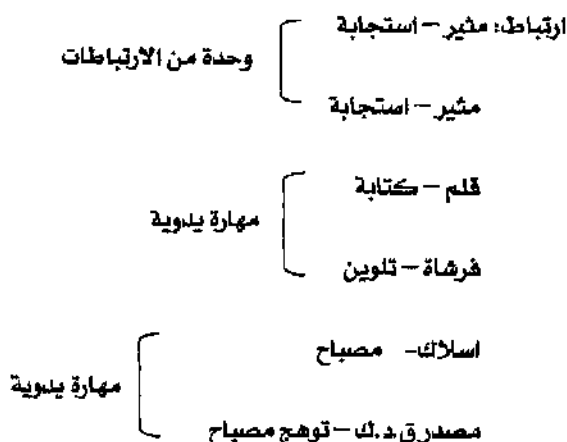 ارتباط: مثير – استجابة
وحدة من الارتباطات
مثير – استجابة
قلم – كتابة
مهارة يدوية
فرشاة – تلوين
اسلاك- مصباح
مهارة يدوية
مصدر ق.د.ك – توهج مصباح